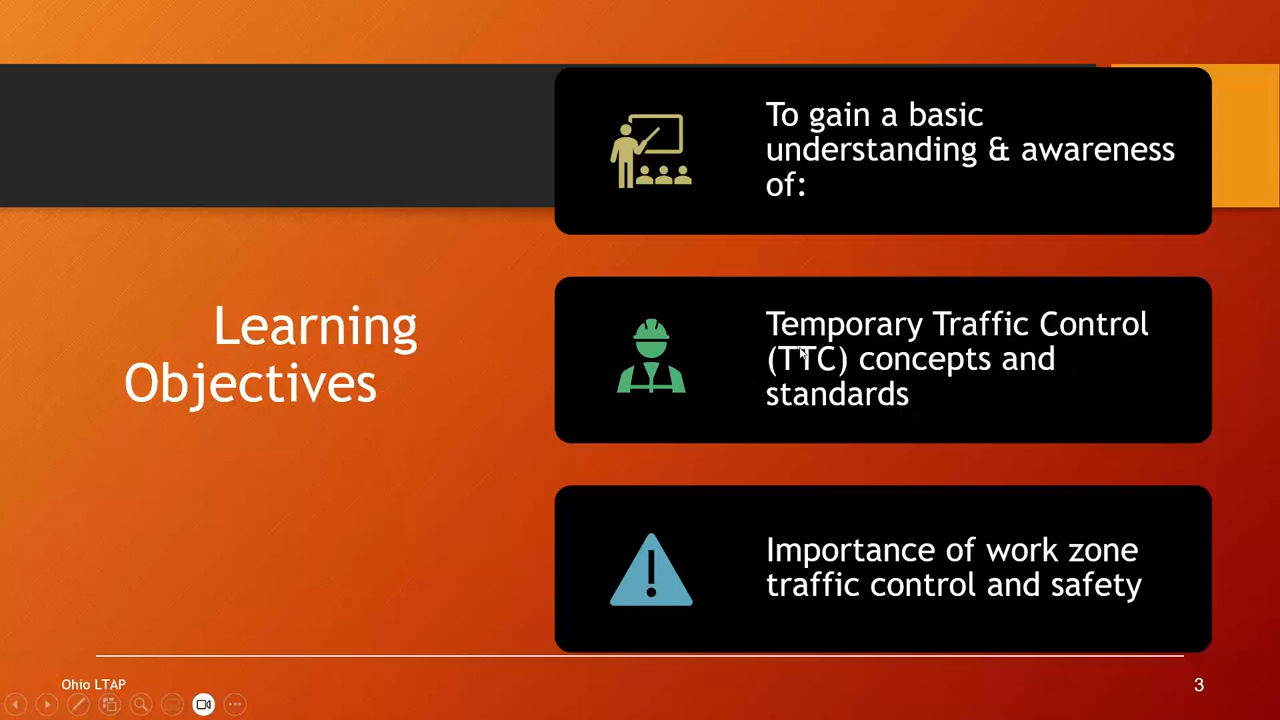 Learning
Objectives
To gain a basic
understanding & awareness
of:
Temporary Traffic Control
(TTC) concepts and
standards
Importance of work zone
traffic control and safety
Ohio LTAP
3